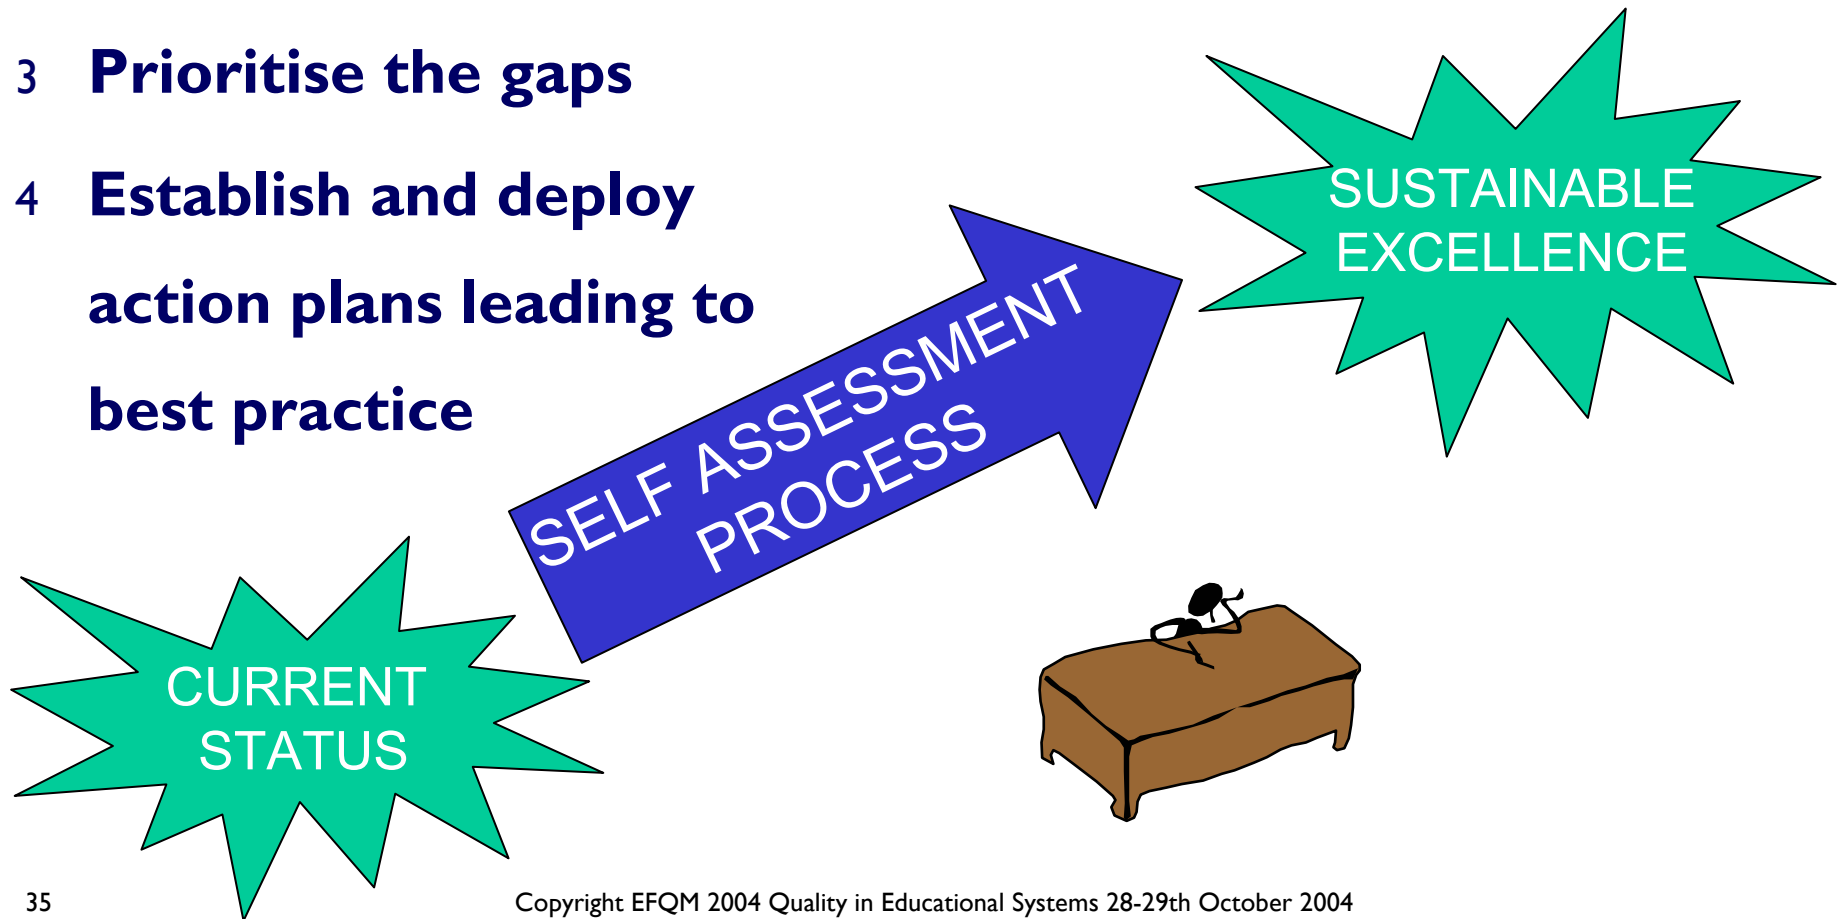 3 Prioritise the gaps
4 Establish and deploy
action plans leading to
best practice
SUSTAINABLE
EXCELLENCE
SELF ASSESSMENT
PROCESS
CURRENT
STATUS
35 Copyright EFQM 2004 Quality in Educational Systems 28-29th October 2004